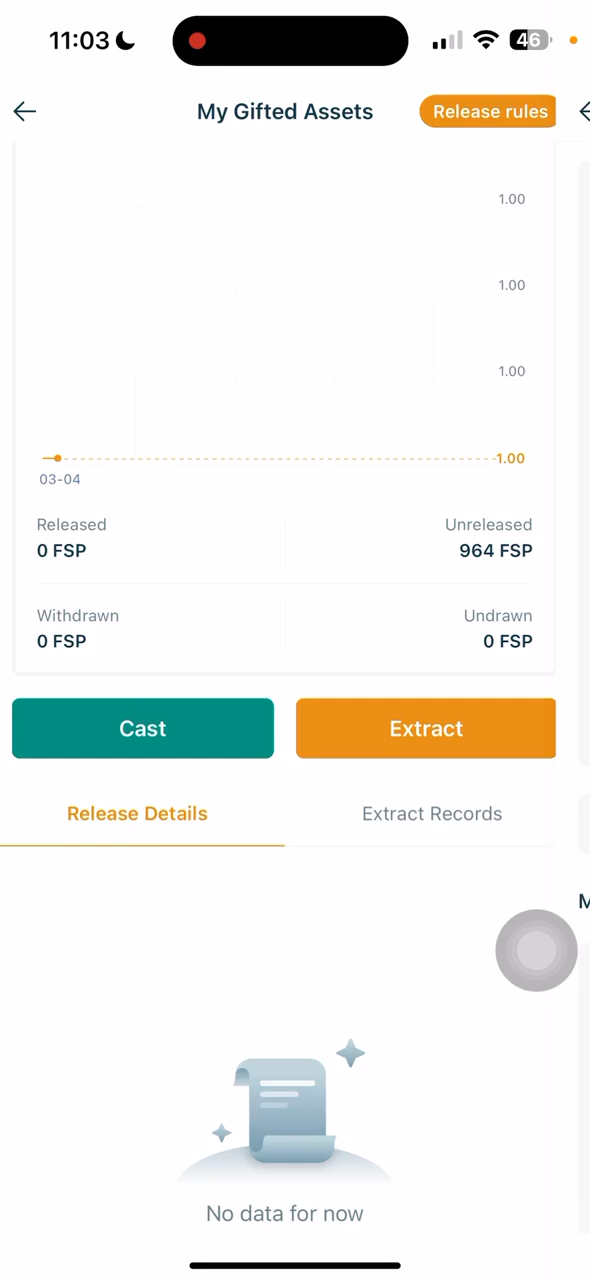 11:03
46
My Gifted Assets
Release rules
1.00
1.00
1.00
1.00
03-04
Released
Unreleased
0 FSP
964 FSP
Withdrawn
Undrawn
0 FSP
0 FSP
Cast
Extract
Release Details
Extract Records
M
No data for now